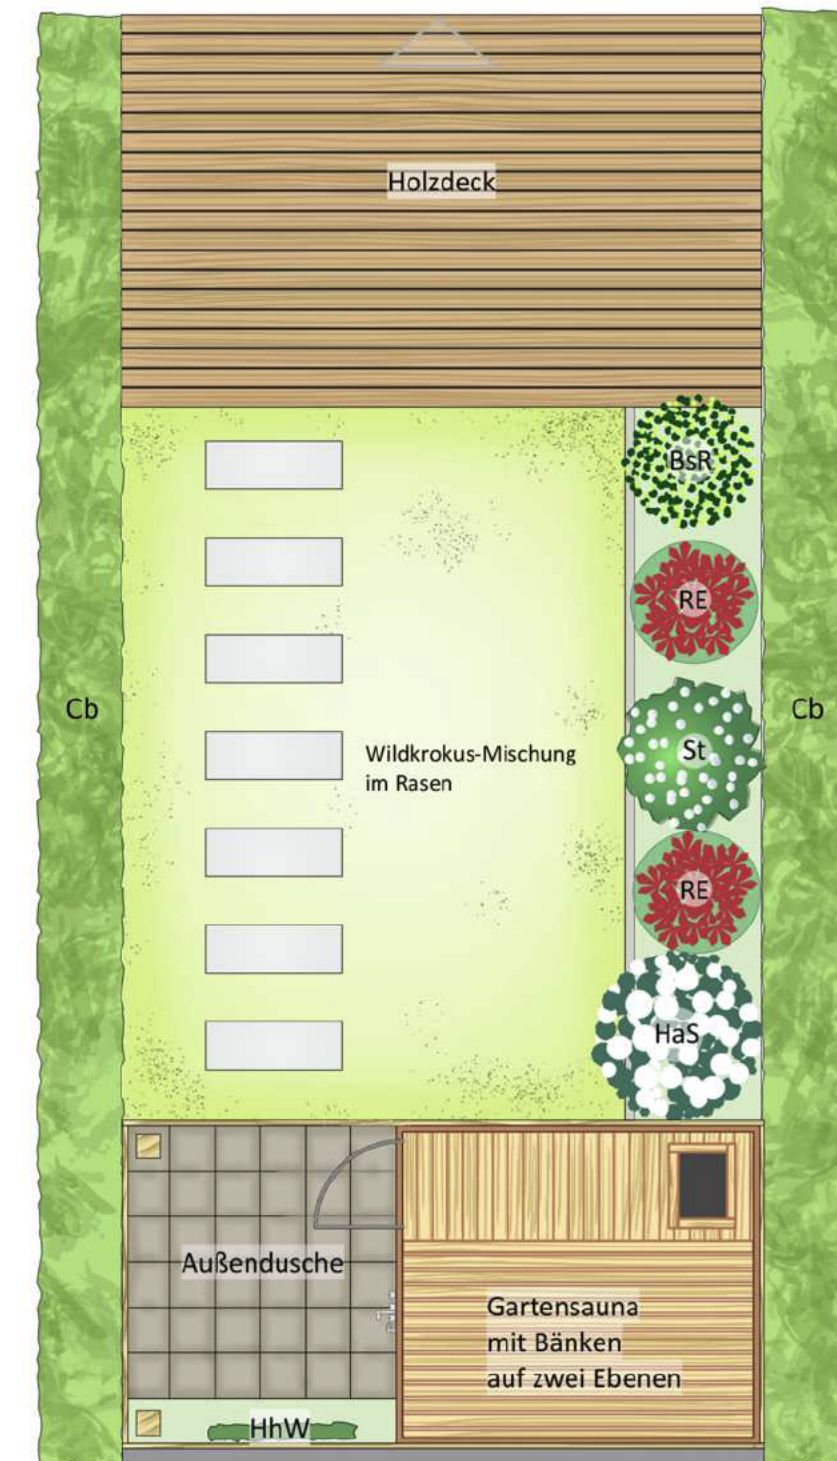 Holzdeck
BsR
RE
Cb
St
Cb
Wildkrokus-Mischung
im Rasen
RE
HaS
Außendusche
Gartensauna
mit Bänken
auf zwei Ebenen
HhW